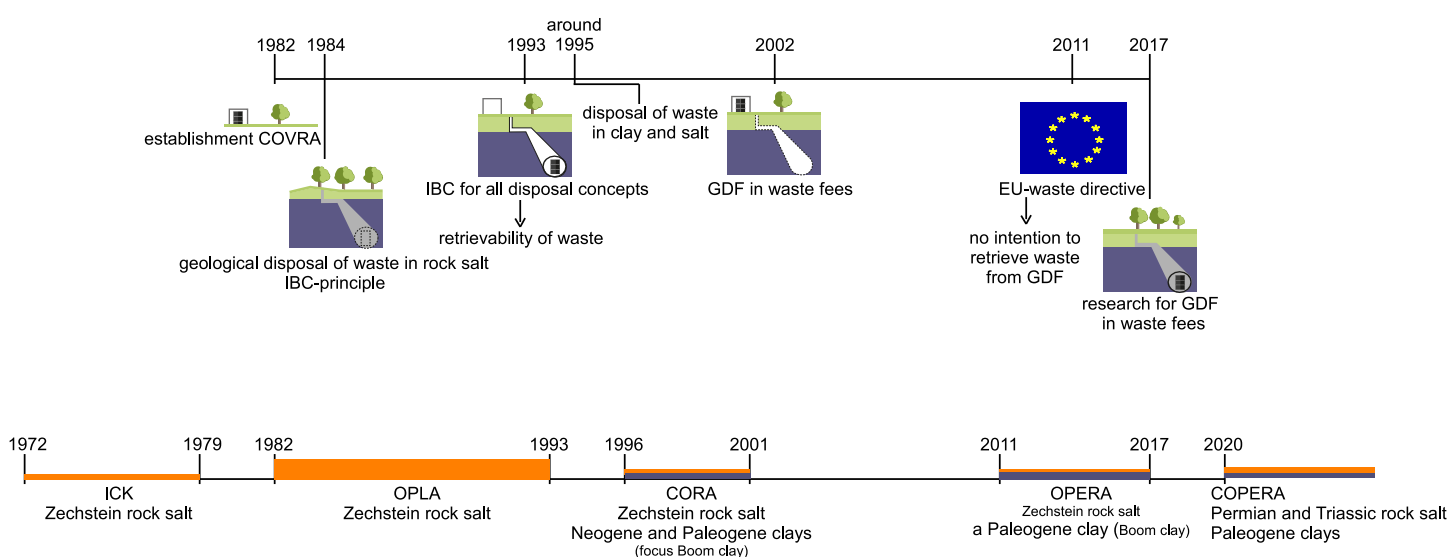 around
1982 1984 1993 1995 2002 2011 2017
establishment COVRA
disposal of waste
in clay and salt
IBC for all disposal concepts
GDF in waste fees
EU-waste directive
retrievability of waste
no intention to
retrieve waste
from GDF
geological disposal of waste in rock salt
IBC-principle
research for GDF
in waste fees
1972 1979 1982 1993 1996 2001 2011 2017 2020
ICK
Zechstein rock salt
OPLA
Zechstein rock salt
CORA
Zechstein rock salt
Neogene and Paleogene clays
(focus Boom clay)
OPERA
Zechstein rock salt
a Paleogene clay (Boom clay)
COPERA
Permian and Triassic rock salt
Paleogene clays